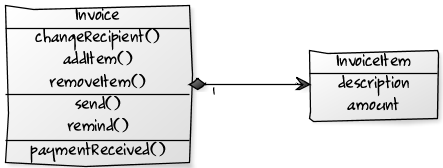 Invoice
changeRecipient()
addItem()
removeItem()
send()
remind()
paymentReceived()
1
InvoiceItem
description
amount